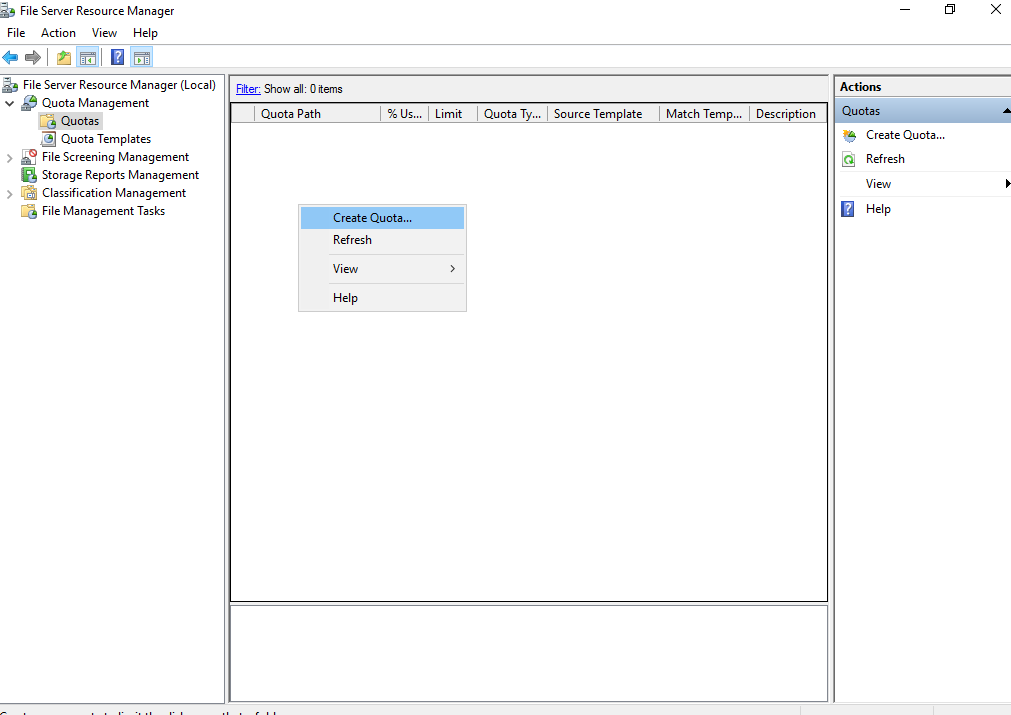 File Server Resource Manager
File Action View Help
File Server Resource Manager (Local)
Quota Management
Quotas
Quota Templates
File Screening Management
Storage Reports Management
Classification Management
File Management Tasks
Filter: Show all: 0 items
Quota Path % Us... Limit Quota Ty... Source Template Match Temp... Description
Create Quota...
Refresh
View
Help
Actions
Quotas
Create Quota...
Refresh
View
Help